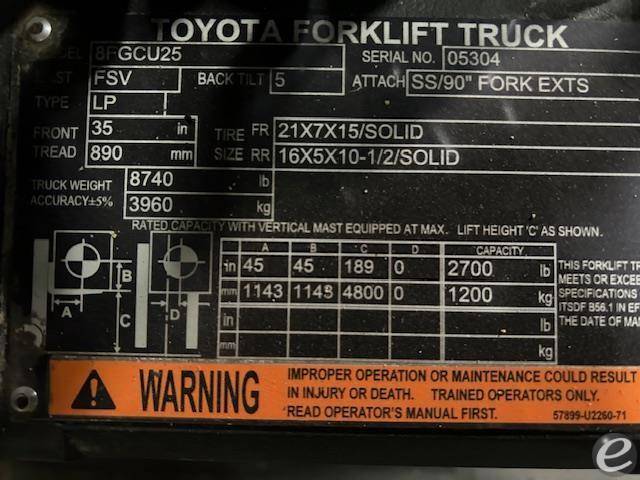 TOYOTA FORKLIFT TRUCK
8FGCU25 SERIAL NO. 05304
FSV BACK TILT 5 ATTACH SS/90" FORK EXTS
TYPE LP
FRONT TREAD 35 in TIRE SIZE FR 21X7X15/SOLID
890 mm RR 16X5X10-1/2/SOLID
TRUCK WEIGHT 8740 lb
ACCURACY±5% 3960 kg
RATED CAPACITY WITH VERTICAL MAST EQUIPPED AT MAX. LIFT HEIGHT 'C' AS SHOWN.
A B C D CAPACITY
in 45 45 189 0 2700 lb
mm 1143 1143 4800 0 1200 kg
in lb
mm kg
A B C D
THIS FORKLIFT TR
MEETS OR EXCEE
SPECIFICATIONS
ITSDF B56.1 IN EF
THE DATE OF MA
WARNING
IMPROPER OPERATION OR MAINTENANCE COULD RESULT
IN INJURY OR DEATH. TRAINED OPERATORS ONLY.
READ OPERATOR'S MANUAL FIRST. 57899-U2260-71
e